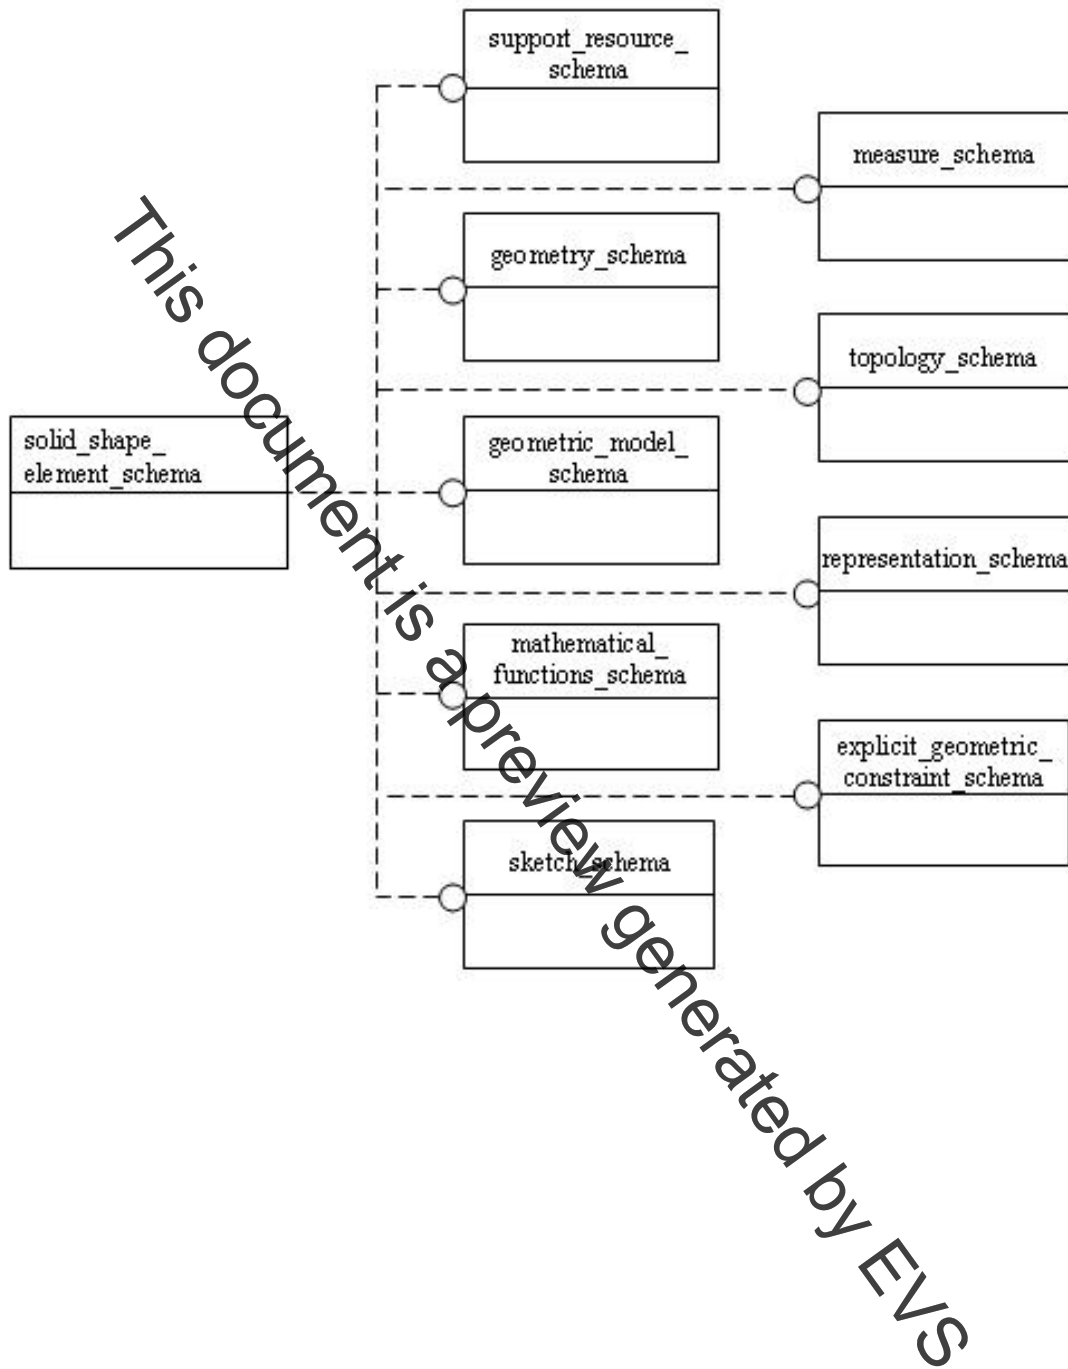 support_resource_
schema
measure_schema
geometry_schema
topology_schema
solid_shape_
element_schema
geometric_model_
schema
representation_schema
mathematical_
functions_schema
explicit_geometric_
constraint_schema
sketch_schema
This document is a preview generated by EVS